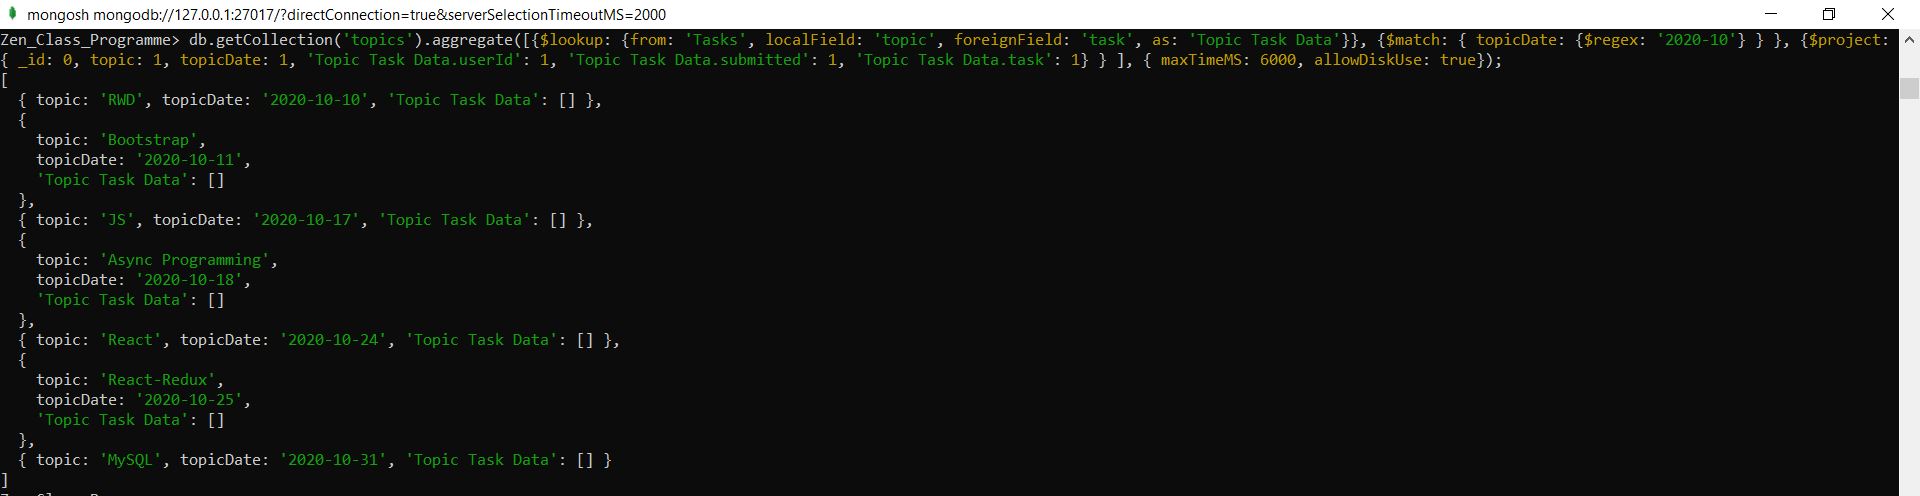 mongosh mongodb://127.0.0.1:27017/?directConnection=true&serverSelectionTimeoutMS=2000
Zen_Class_Programme> db.getCollection('topics').aggregate([{$lookup: {from: 'Tasks', localField: 'topic', foreignField: 'task', as: 'Topic Task Data'}}, {$match: { topicDate: {$regex: '2020-10'} } }, {$project:
{ _id: 0, topic: 1, topicDate: 1, 'Topic Task Data.userId': 1, 'Topic Task Data.submitted': 1, 'Topic Task Data.task': 1} } ], { maxTimeMS: 6000, allowDiskUse: true});
[
  { topic: 'RWD', topicDate: '2020-10-10', 'Topic Task Data': [] },
  {
    topic: 'Bootstrap',
    topicDate: '2020-10-11',
    'Topic Task Data': []
  },
  { topic: 'JS', topicDate: '2020-10-17', 'Topic Task Data': [] },
  {
    topic: 'Async Programming',
    topicDate: '2020-10-18',
    'Topic Task Data': []
  },
  { topic: 'React', topicDate: '2020-10-24', 'Topic Task Data': [] },
  {
    topic: 'React-Redux',
    topicDate: '2020-10-25',
    'Topic Task Data': []
  },
  { topic: 'MySQL', topicDate: '2020-10-31', 'Topic Task Data': [] }
]